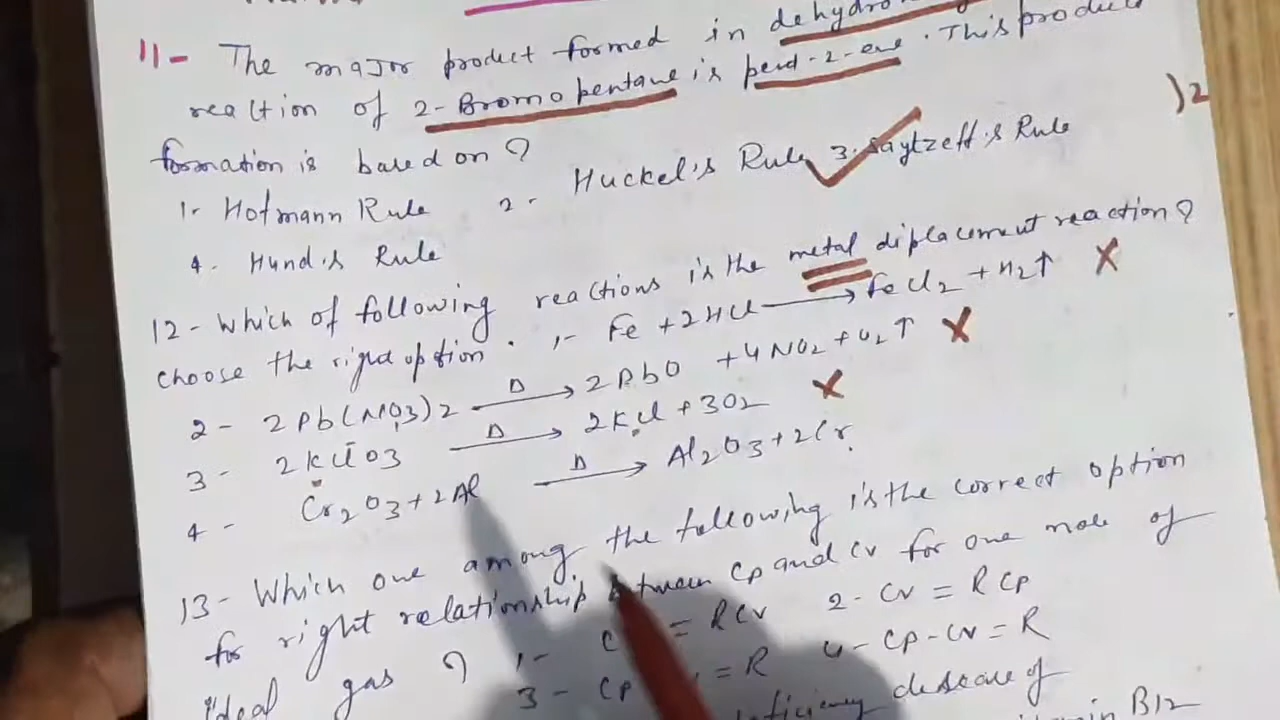 11- The major product formed in dehydro
reaction of 2-Bromopentane is pent-2-ene. This product
formation is based on?
1- Hofmann Rule 2- Huckel's Rule 3. Saytzeff's Rule
4. Hund's Rule
)2
12- Which of following reactions is the metal diplacement reaction?
choose the right option. 1- Fe + 2HCl ⟶ FeCl2 + H2↑ X
2- 2Pb(NO3)2 Δ⟶ 2PbO + 4NO2 + O2↑ X
3- 2KClO3 Δ⟶ 2KCl + 3O2 X
4- Cr2O3 + 2Al Δ⟶ Al2O3 + 2Cr
13- Which one among the following is the correct option
for right relationship between Cp and Cv for one mole of
ideal gas? 1- C = RCv 2- Cv = RCp
3- Cp = R 4- Cp-Cv = R
deficiency desease of
B12